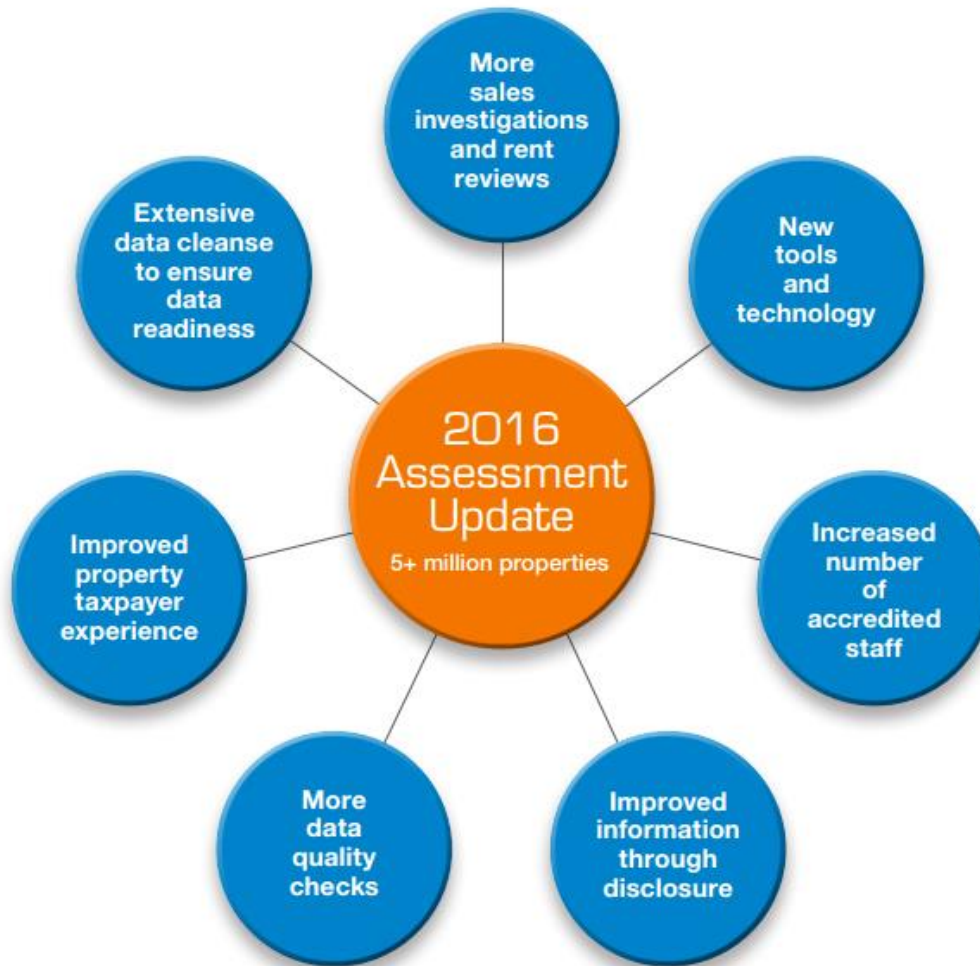 More
sales
investigations
and rent
reviews
Extensive
data cleanse
to ensure
data
readiness
New
tools
and
technology
2016
Assessment
Update
5+ million properties
Improved
property
taxpayer
experience
Increased
number
of
accredited
staff
More
data
quality
checks
Improved
information
through
disclosure